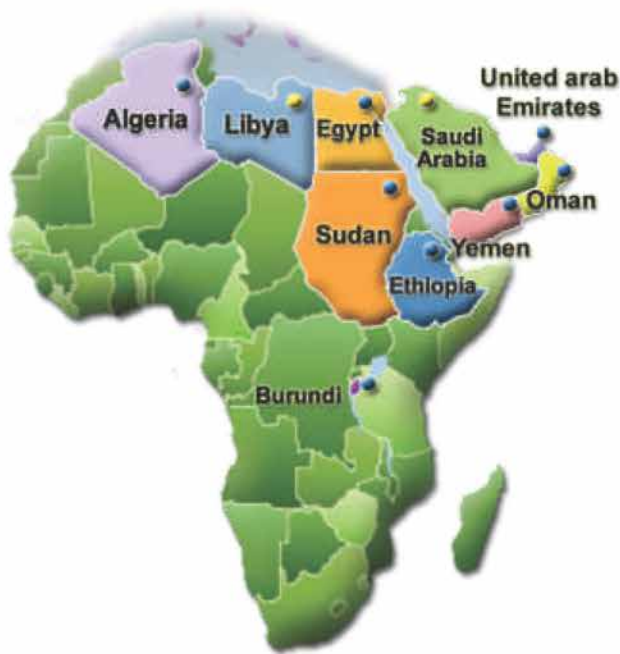 Algeria
Libya
Egypt
Saudi
Arabia
United arab
Emirates
Oman
Yemen
Sudan
Ethiopia
Burundi